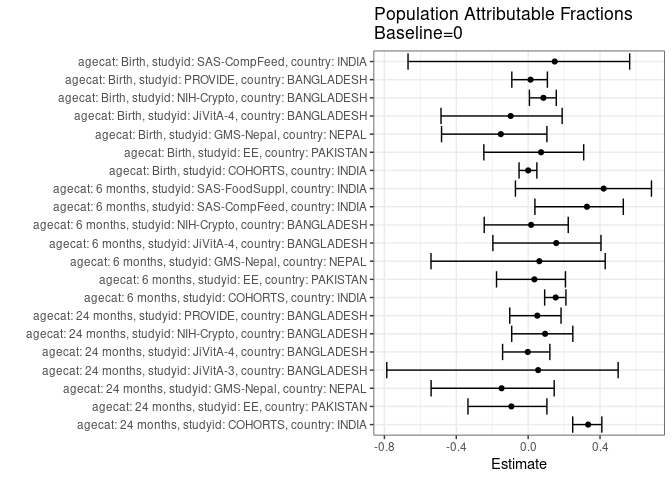 Population Attributable Fractions
Baseline=0
agecat: Birth, studyid: SAS-CompFeed, country: INDIA
agecat: Birth, studyid: PROVIDE, country: BANGLADESH
agecat: Birth, studyid: NIH-Crypto, country: BANGLADESH
agecat: Birth, studyid: JiVitA-4, country: BANGLADESH
agecat: Birth, studyid: GMS-Nepal, country: NEPAL
agecat: Birth, studyid: EE, country: PAKISTAN
agecat: Birth, studyid: COHORTS, country: INDIA
agecat: 6 months, studyid: SAS-FoodSuppl, country: INDIA
agecat: 6 months, studyid: SAS-CompFeed, country: INDIA
agecat: 6 months, studyid: NIH-Crypto, country: BANGLADESH
agecat: 6 months, studyid: JiVitA-4, country: BANGLADESH
agecat: 6 months, studyid: GMS-Nepal, country: NEPAL
agecat: 6 months, studyid: EE, country: PAKISTAN
agecat: 6 months, studyid: COHORTS, country: INDIA
agecat: 24 months, studyid: PROVIDE, country: BANGLADESH
agecat: 24 months, studyid: NIH-Crypto, country: BANGLADESH
agecat: 24 months, studyid: JiVitA-4, country: BANGLADESH
agecat: 24 months, studyid: JiVitA-3, country: BANGLADESH
agecat: 24 months, studyid: GMS-Nepal, country: NEPAL
agecat: 24 months, studyid: EE, country: PAKISTAN
agecat: 24 months, studyid: COHORTS, country: INDIA
-0.8 -0.4 0.0 0.4
Estimate